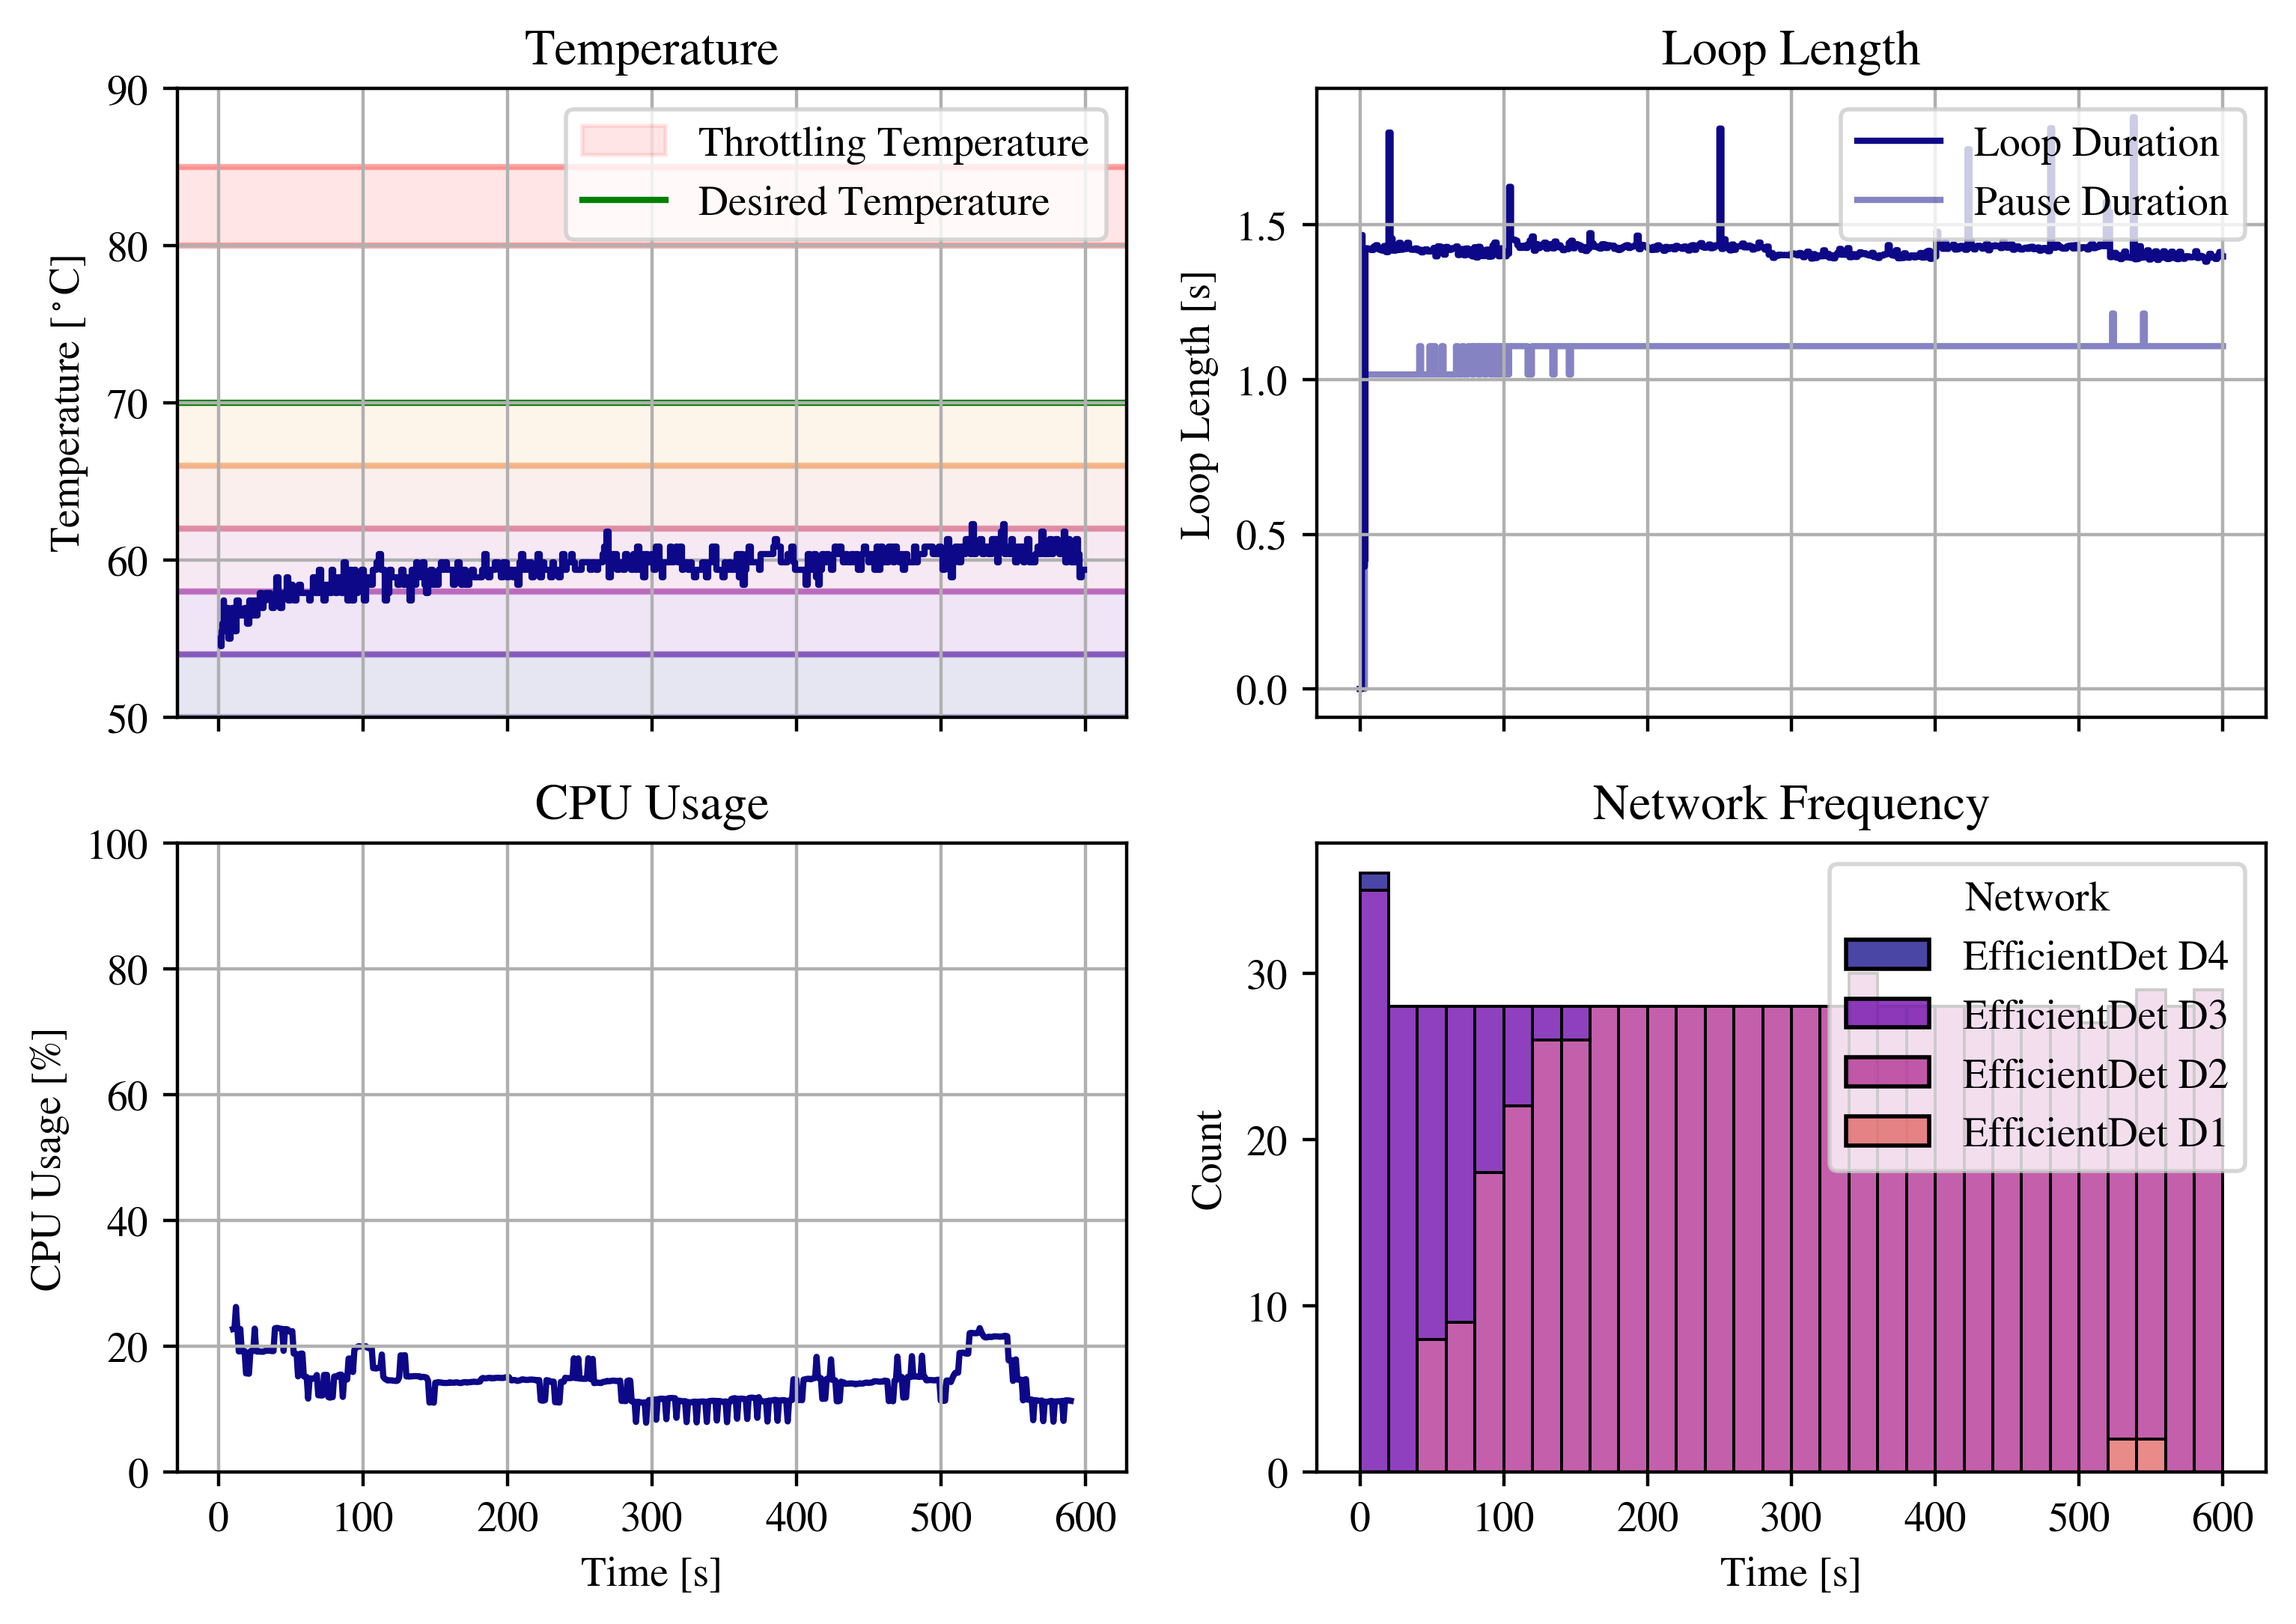 Temperature
Temperature [°C]
90
80
70
60
50
Throttling Temperature
Desired Temperature
Loop Length
Loop Length [s]
1.5
1.0
0.5
0.0
Loop Duration
Pause Duration
CPU Usage
CPU Usage [%]
100
80
60
40
20
0
0 100 200 300 400 500 600
Time [s]
Network Frequency
Count
30
20
10
0
Network
EfficientDet D4
EfficientDet D3
EfficientDet D2
EfficientDet D1
0 100 200 300 400 500 600
Time [s]